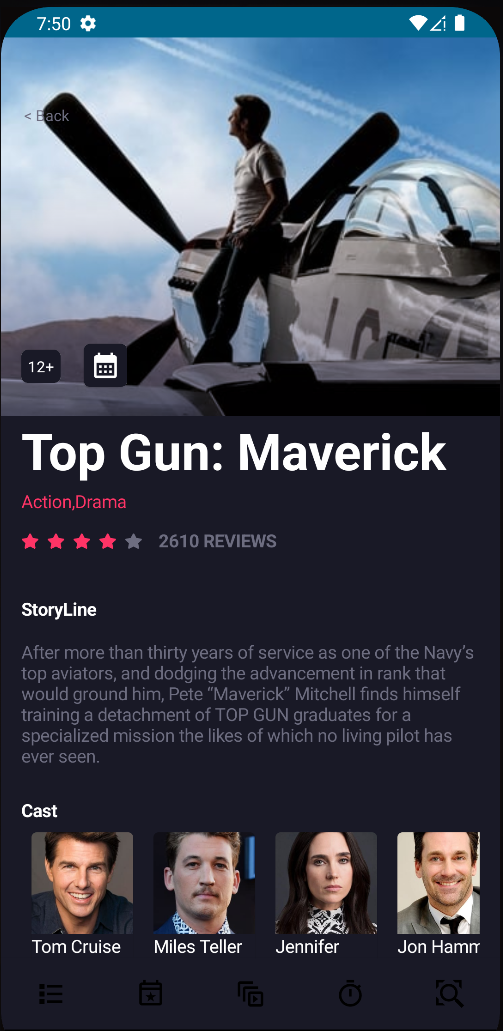 7:50
< Back
12+
Top Gun: Maverick
Action,Drama
2610 REVIEWS
StoryLine
After more than thirty years of service as one of the Navy’s
top aviators, and dodging the advancement in rank that
would ground him, Pete “Maverick” Mitchell finds himself
training a detachment of TOP GUN graduates for a
specialized mission the likes of which no living pilot has
ever seen.
Cast
Tom Cruise Miles Teller Jennifer Jon Hamm